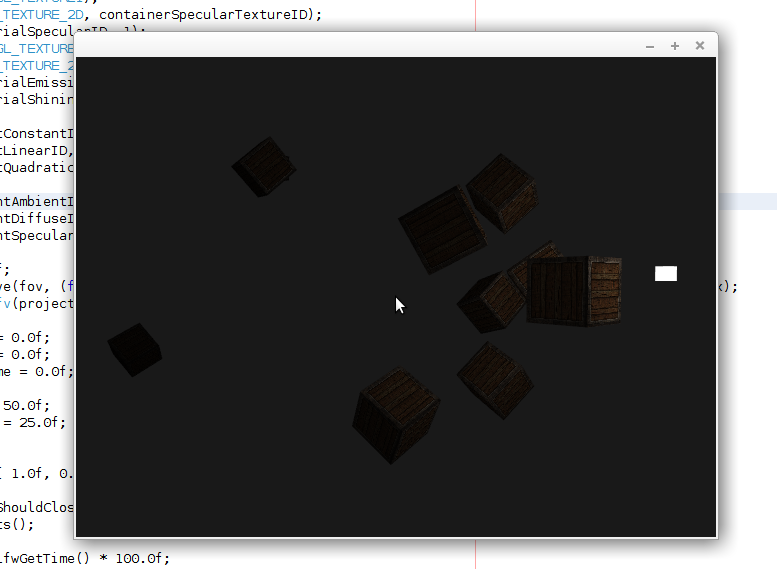 _TEXTURE_2D, containerSpecularTextureID);
rialSpecularID, 1);
GL_TEXTURE
_TEXTURE_2
rialEmissi
rialShinin
tConstantI
tLinearID,
tQuadratic
ntAmbientI
ntDiffuseI
ntSpecular
f;
ve(fov, (f
x);
fv(project
= 0.0f;
= 0.0f;
me = 0.0f;
50.0f;
= 25.0f;
[ 1.0f, 0.
ShouldClos
ts();
lfwGetTime() * 100.0f;